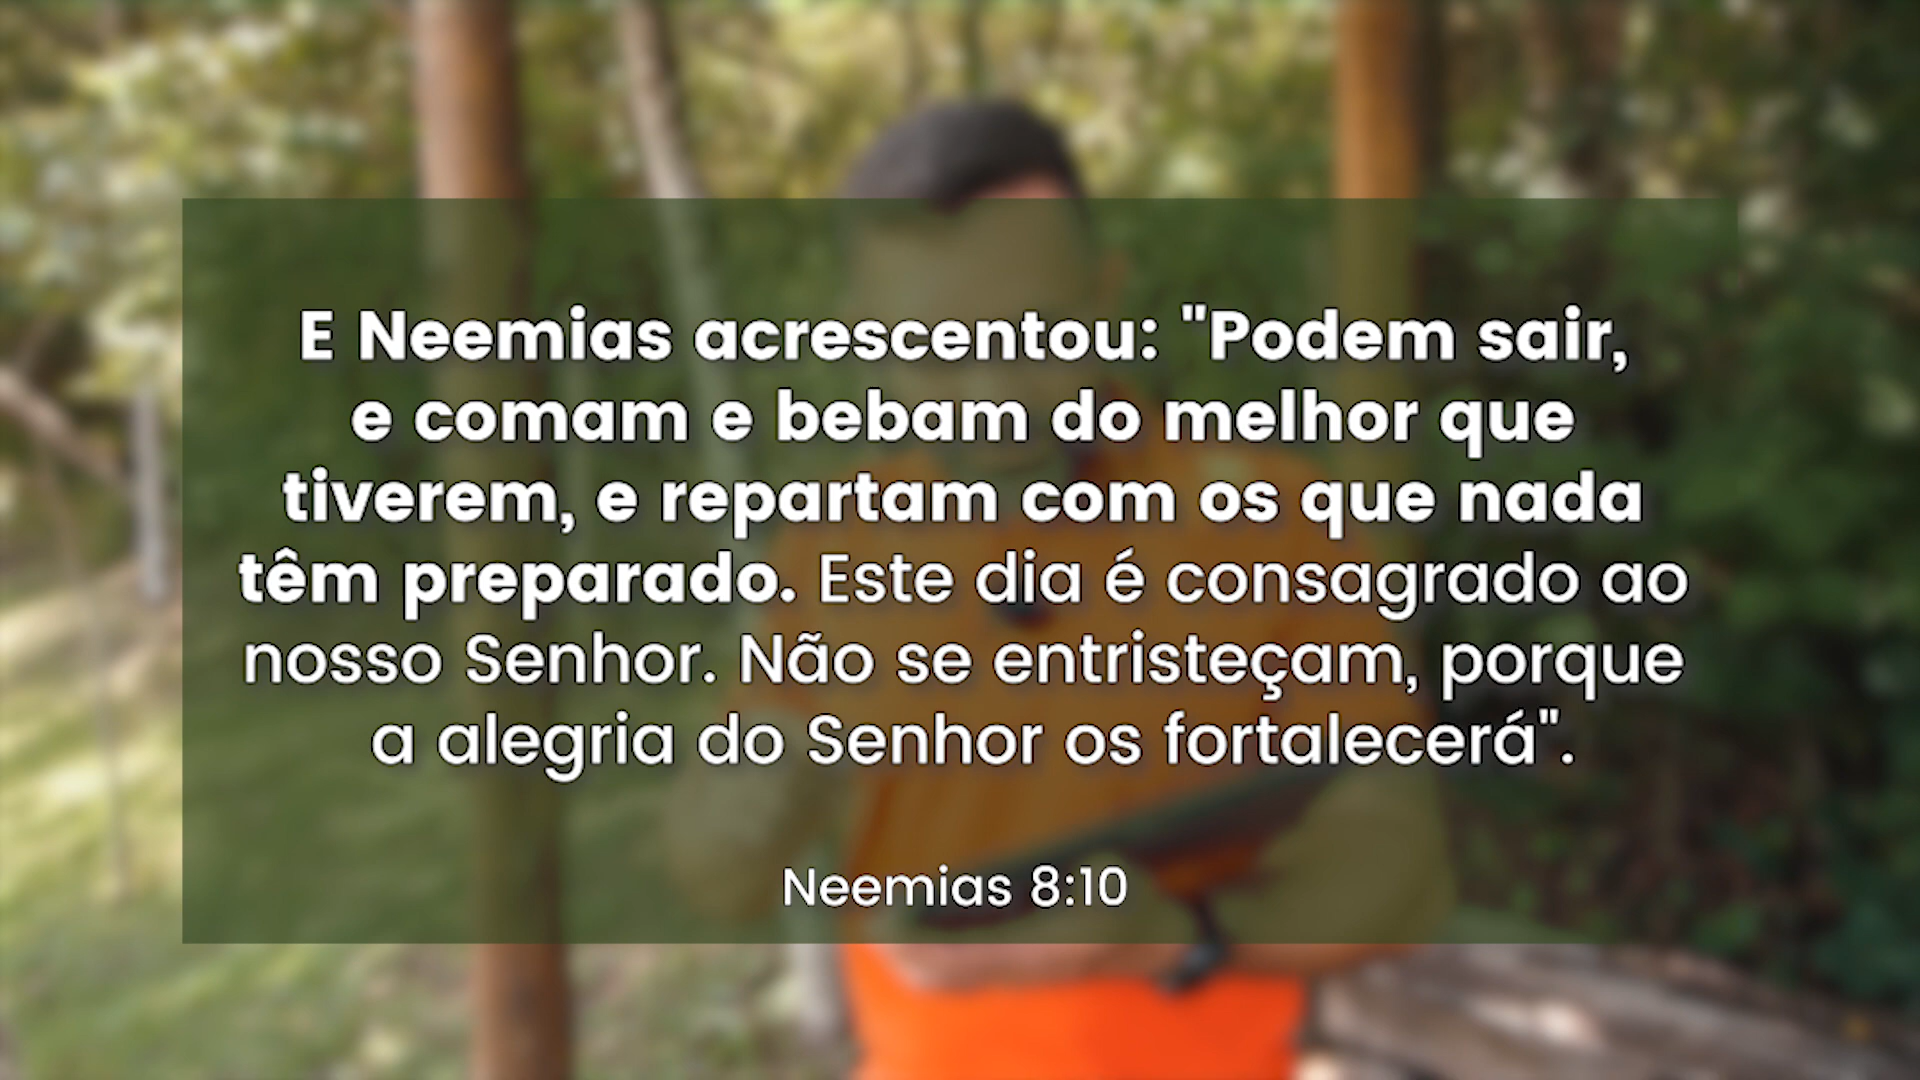 E Neemias acrescentou: "Podem sair,
e comam e bebam do melhor que
tiverem, e repartam com os que nada
têm preparado. Este dia é consagrado ao
nosso Senhor. Não se entristeçam, porque
a alegria do Senhor os fortalecerá".
Neemias 8:10